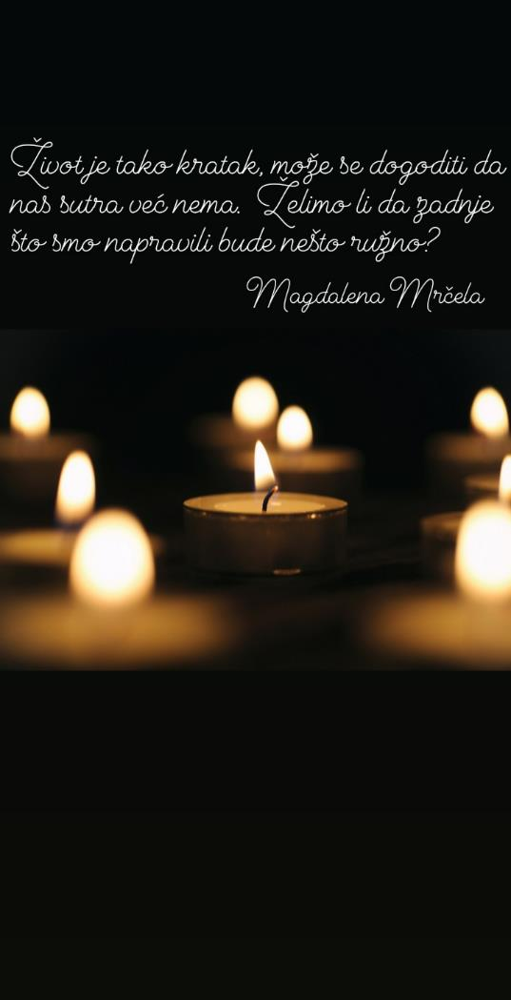 Život je tako kratak, može se dogoditi da
nas sutra već nema. Želimo li da zadnje
što smo napravili bude nešto ružno?
Magdalena Mrčela